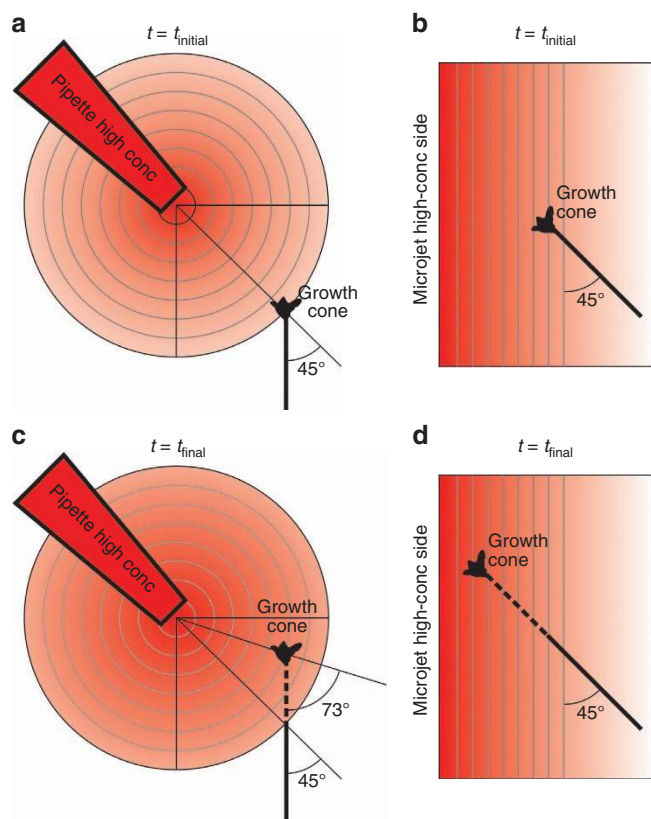 a
t = tinitial
Pipette high conc
Growth
cone
45°
b
t = tinitial
Microjet high-conc side
Growth
cone
45°
c
t = tfinal
Pipette high conc
Growth
cone
73°
45°
d
t = tfinal
Microjet high-conc side
Growth
cone
45°